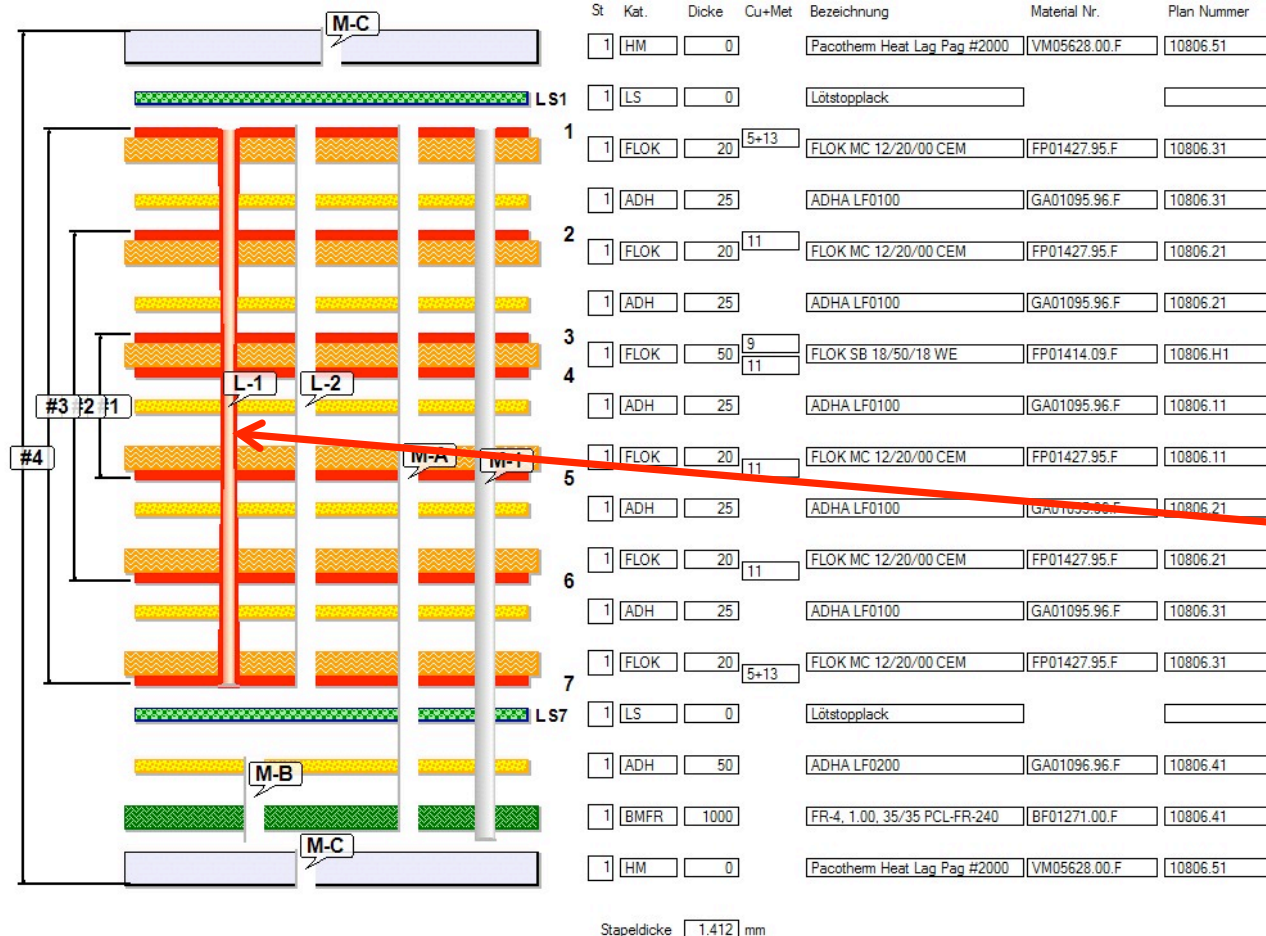 St Kat. Dicke Cu+Met Bezeichnung Material Nr. Plan Nummer
M-C
1 HM 0 Pacotherm Heat Lag Pag #2000 VM05628.00.F 10806.51
LS1 1 LS 0 Lötstopplack
1 5+13
1 FLOK 20 FLOK MC 12/20/00 CEM FP01427.95.F 10806.31
1 ADH 25 ADHA LF0100 GA01095.96.F 10806.31
2 11
1 FLOK 20 FLOK MC 12/20/00 CEM FP01427.95.F 10806.21
1 ADH 25 ADHA LF0100 GA01095.96.F 10806.21
3 9
1 FLOK 50 FLOK SB 18/50/18 WE FP01414.09.F 10806.H1
4 11
L-1 L-2
#3 #2 #1 1 ADH 25 ADHA LF0100 GA01095.96.F 10806.11
#4 M-A M-1 1 FLOK 20 FLOK MC 12/20/00 CEM FP01427.95.F 10806.11
5 11
1 ADH 25 ADHA LF0100 GA01095.96.F 10806.21
1 FLOK 20 FLOK MC 12/20/00 CEM FP01427.95.F 10806.21
6 11
1 ADH 25 ADHA LF0100 GA01095.96.F 10806.31
1 FLOK 20 FLOK MC 12/20/00 CEM FP01427.95.F 10806.31
7 5+13
LS7 1 LS 0 Lötstopplack
M-B 1 ADH 50 ADHA LF0200 GA01096.96.F 10806.41
1 BMFR 1000 FR-4, 1.00, 35/35 PCL-FR-240 BF01271.00.F 10806.41
M-C
1 HM 0 Pacotherm Heat Lag Pag #2000 VM05628.00.F 10806.51
Stapeldicke 1.412 mm